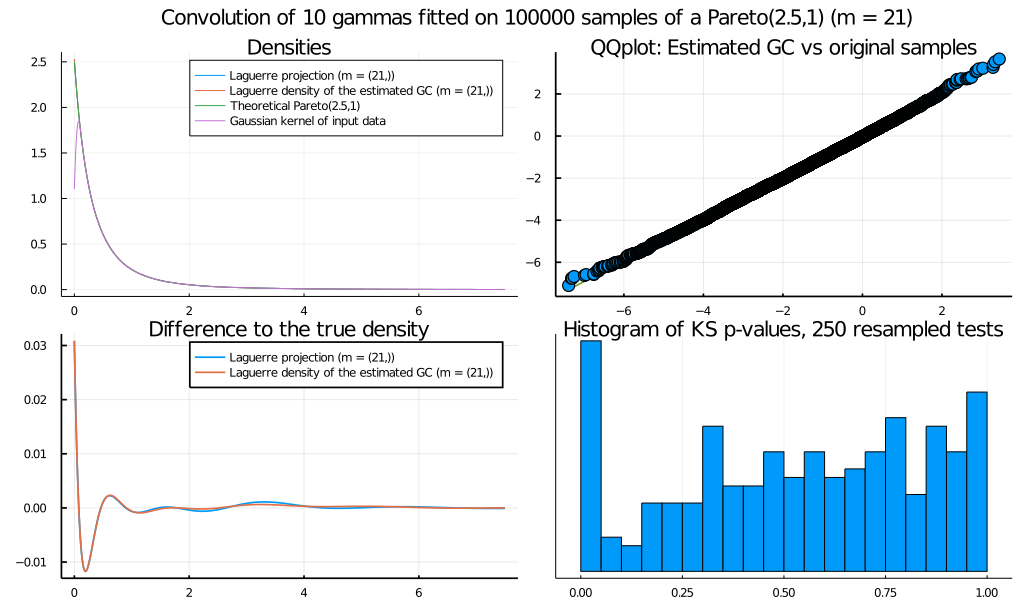 Convolution of 10 gammas fitted on 100000 samples of a Pareto(2.5,1) (m = 21)
Densities
2.5
2.0
1.5
1.0
0.5
0.0
Laguerre projection (m = (21,))
Laguerre density of the estimated GC (m = (21,))
Theoretical Pareto(2.5,1)
Gaussian kernel of input data
0 2 4 6
QQplot: Estimated GC vs original samples
2
0
−2
−4
−6
−6 −4 −2 0 2
Difference to the true density
0.03
0.02
0.01
0.00
−0.01
Laguerre projection (m = (21,))
Laguerre density of the estimated GC (m = (21,))
0 2 4 6
Histogram of KS p-values, 250 resampled tests
0.00 0.25 0.50 0.75 1.00